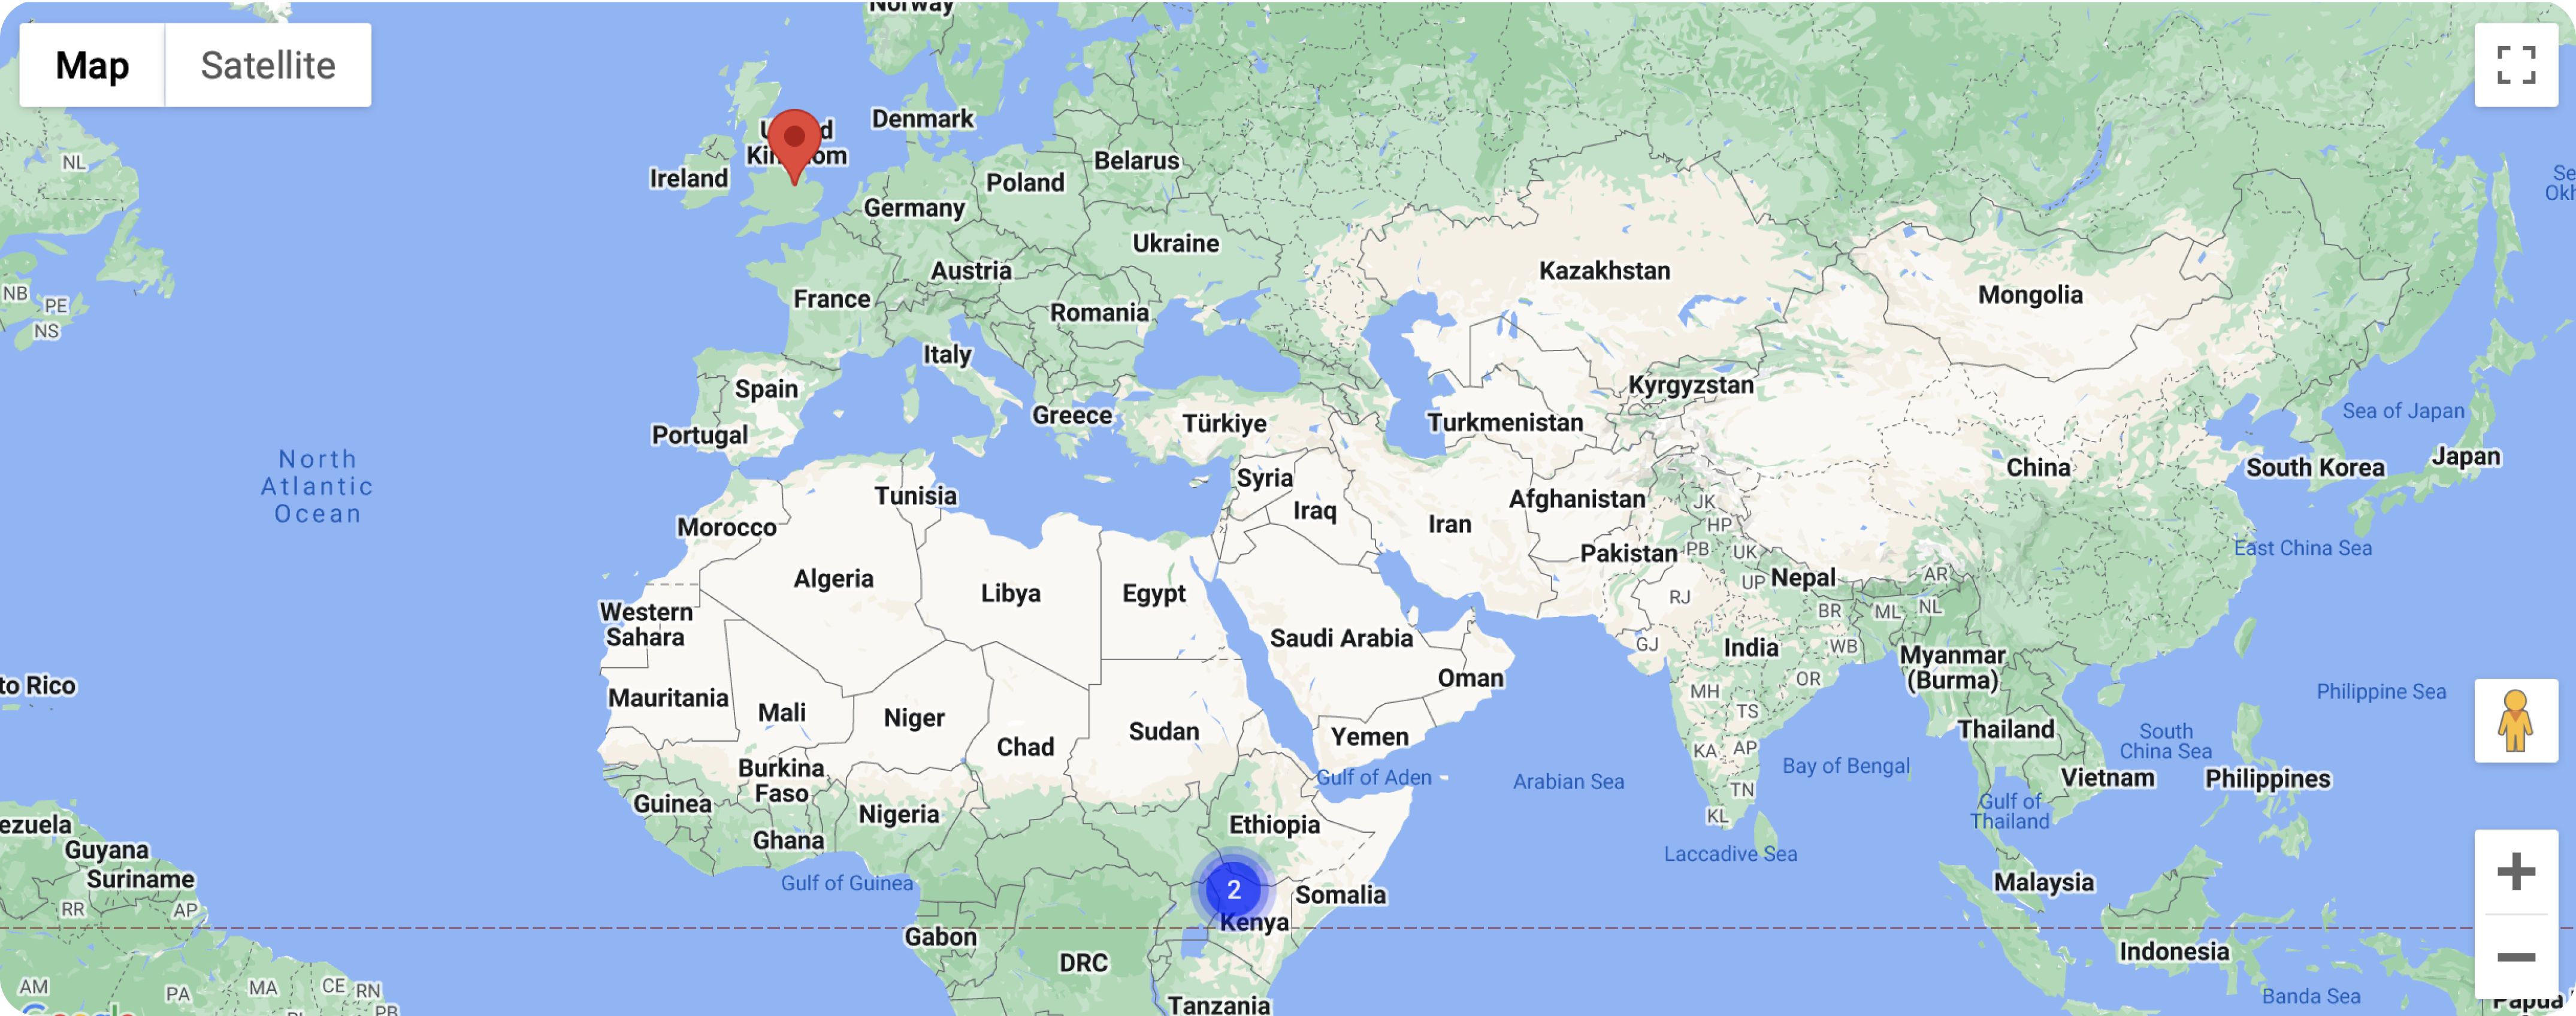 Norway
Map
Satellite
United
Kingdom
Denmark
Ireland
Belarus
Poland
Germany
Ukraine
Austria
France
Romania
Italy
Spain
Greece
Portugal
Türkiye
Kazakhstan
Mongolia
Kyrgyzstan
Turkmenistan
Sea of Japan
China
South Korea
Japan
NL
NB
PE
NS
North
Atlantic
Ocean
Tunisia
Syria
Iraq
Iran
Afghanistan
JK
HP
Morocco
Pakistan
PB
UK
East China Sea
Algeria
Libya
Egypt
UP
Nepal
AR
RJ
BR
ML
NL
Western
Sahara
Saudi Arabia
GJ
India
WB
Myanmar
(Burma)
Oman
OR
to Rico
Mauritania
Mali
Niger
MH
Philippine Sea
TS
Chad
Sudan
Yemen
KA
AP
Thailand
South
China Sea
Burkina
Faso
Gulf of Aden
Arabian Sea
Bay of Bengal
Vietnam
Philippines
Guinea
Nigeria
TN
KL
Gulf of
Thailand
Ghana
Ethiopia
ezuela
Guyana
Suriname
Laccadive Sea
Gulf of Guinea
2
Somalia
Malaysia
RR
AP
Kenya
Gabon
DRC
Indonesia
AM
PA
MA
CE
RN
PB
Tanzania
Banda Sea
Papua
Google